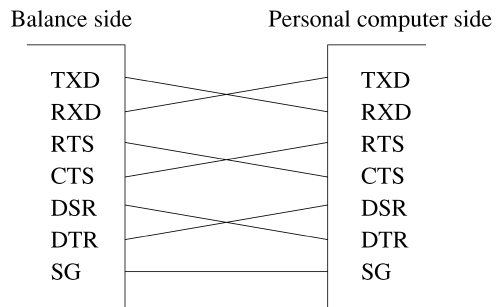 Balance side Personal computer side
TXD TXD
RXD RXD
RTS RTS
CTS CTS
DSR DSR
DTR DTR
SG SG